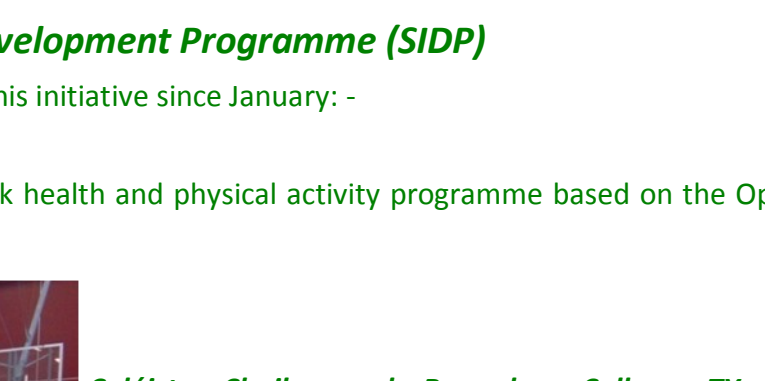 velopment Programme (SIDP)
his initiative since January: -
k health and physical activity programme based on the Op